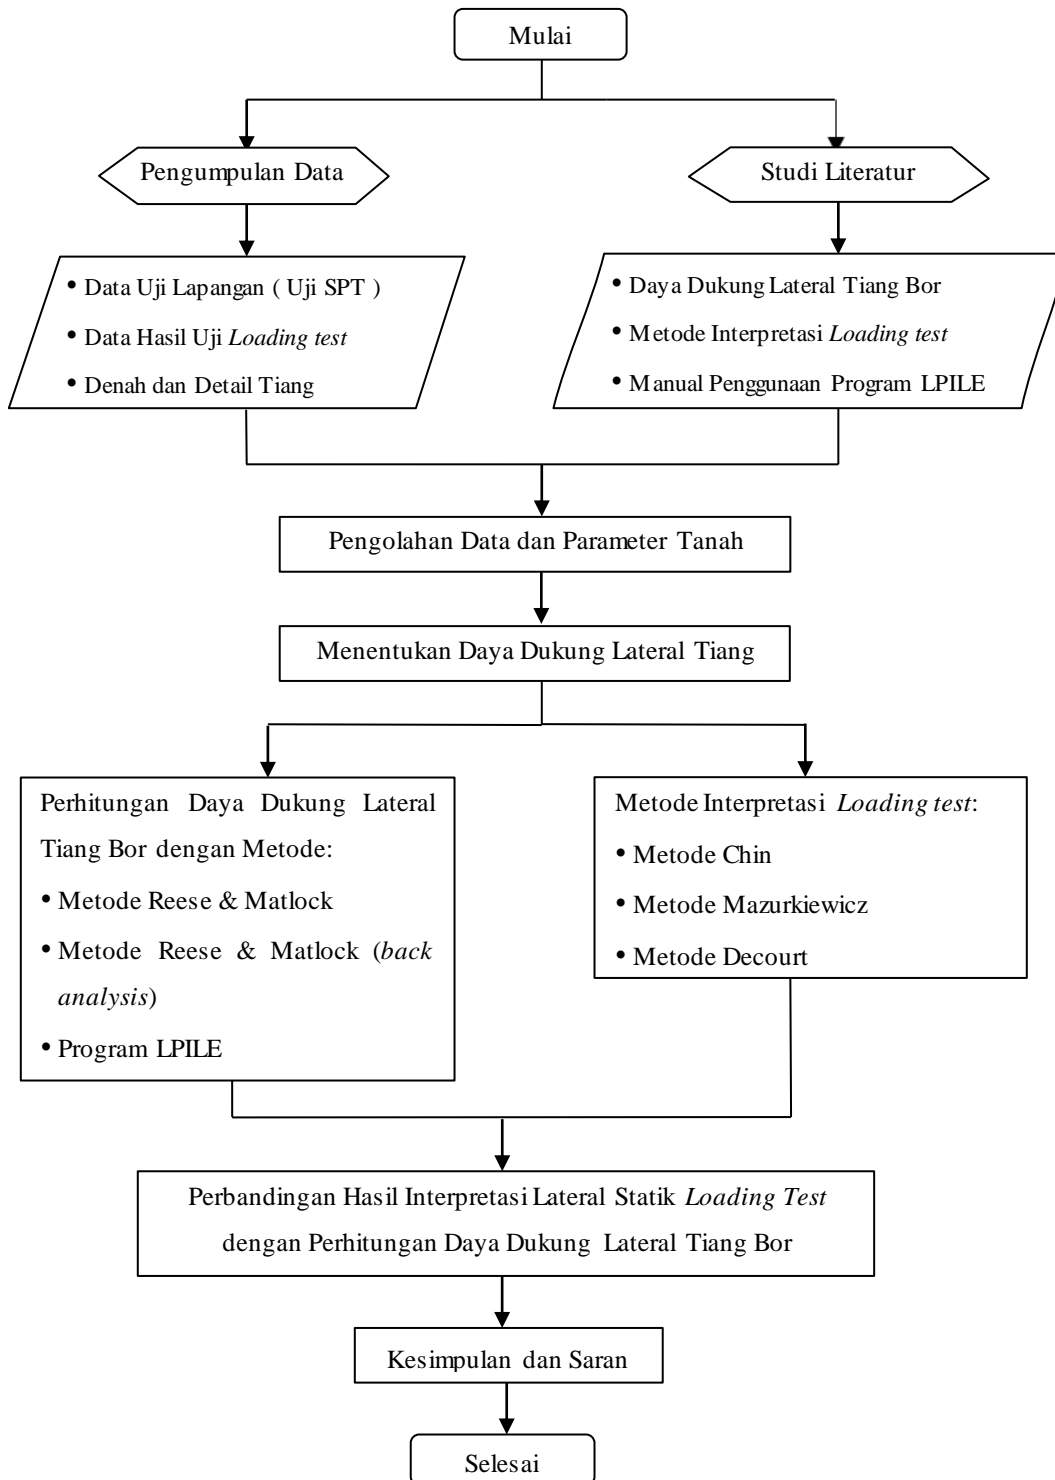 Mulai
Pengumpulan Data
Studi Literatur
• Data Uji Lapangan ( Uji SPT )
• Data Hasil Uji Loading test
• Denah dan Detail Tiang
• Daya Dukung Lateral Tiang Bor
• Metode Interpretasi Loading test
• Manual Penggunaan Program LPILE
Pengolahan Data dan Parameter Tanah
Menentukan Daya Dukung Lateral Tiang
Perhitungan Daya Dukung Lateral
Tiang Bor dengan Metode:
• Metode Reese & Matlock
• Metode Reese & Matlock (back
analysis)
• Program LPILE
Metode Interpretasi Loading test:
• Metode Chin
• Metode Mazurkiewicz
• Metode Decourt
Perbandingan Hasil Interpretasi Lateral Statik Loading Test
dengan Perhitungan Daya Dukung Lateral Tiang Bor
Kesimpulan dan Saran
Selesai